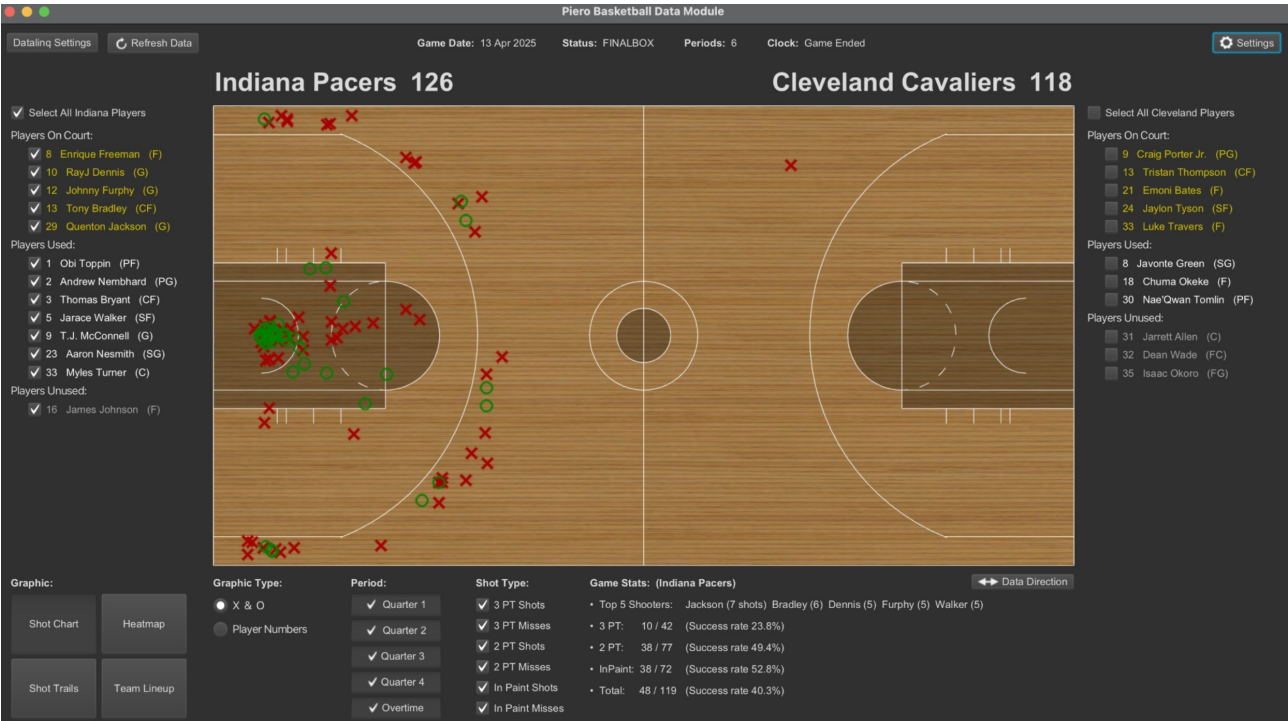 Piero Basketball Data Module
Datalinq Settings
Refresh Data
Game Date: 13 Apr 2025 Status: FINALBOX Periods: 6 Clock: Game Ended
Settings
Indiana Pacers 126
Cleveland Cavaliers 118
Select All Indiana Players
Players On Court:
8 Enrique Freeman (F)
10 RayJ Dennis (G)
12 Johnny Furphy (G)
13 Tony Bradley (CF)
29 Quenton Jackson (G)
Players Used:
1 Obi Toppin (PF)
2 Andrew Nembhard (PG)
3 Thomas Bryant (CF)
5 Jarace Walker (SF)
9 T.J. McConnell (G)
23 Aaron Nesmith (SG)
33 Myles Turner (C)
Players Unused:
16 James Johnson (F)
Select All Cleveland Players
Players On Court:
9 Craig Porter Jr. (PG)
13 Tristan Thompson (CF)
21 Emoni Bates (F)
24 Jaylon Tyson (SF)
33 Luke Travers (F)
Players Used:
8 Javonte Green (SG)
18 Chuma Okeke (F)
30 Nae'Qwan Tomlin (PF)
Players Unused:
31 Jarrett Allen (C)
32 Dean Wade (FC)
35 Isaac Okoro (FG)
Graphic:
Shot Chart
Heatmap
Shot Trails
Team Lineup
Graphic Type:
X & O
Player Numbers
Period:
Quarter 1
Quarter 2
Quarter 3
Quarter 4
Overtime
Shot Type:
3 PT Shots
3 PT Misses
2 PT Shots
2 PT Misses
In Paint Shots
In Paint Misses
Game Stats: (Indiana Pacers)
Data Direction
• Top 5 Shooters: Jackson (7 shots) Bradley (6) Dennis (5) Furphy (5) Walker (5)
• 3 PT: 10 / 42 (Success rate 23.8%)
• 2 PT: 38 / 77 (Success rate 49.4%)
• InPaint: 38 / 72 (Success rate 52.8%)
• Total: 48 / 119 (Success rate 40.3%)